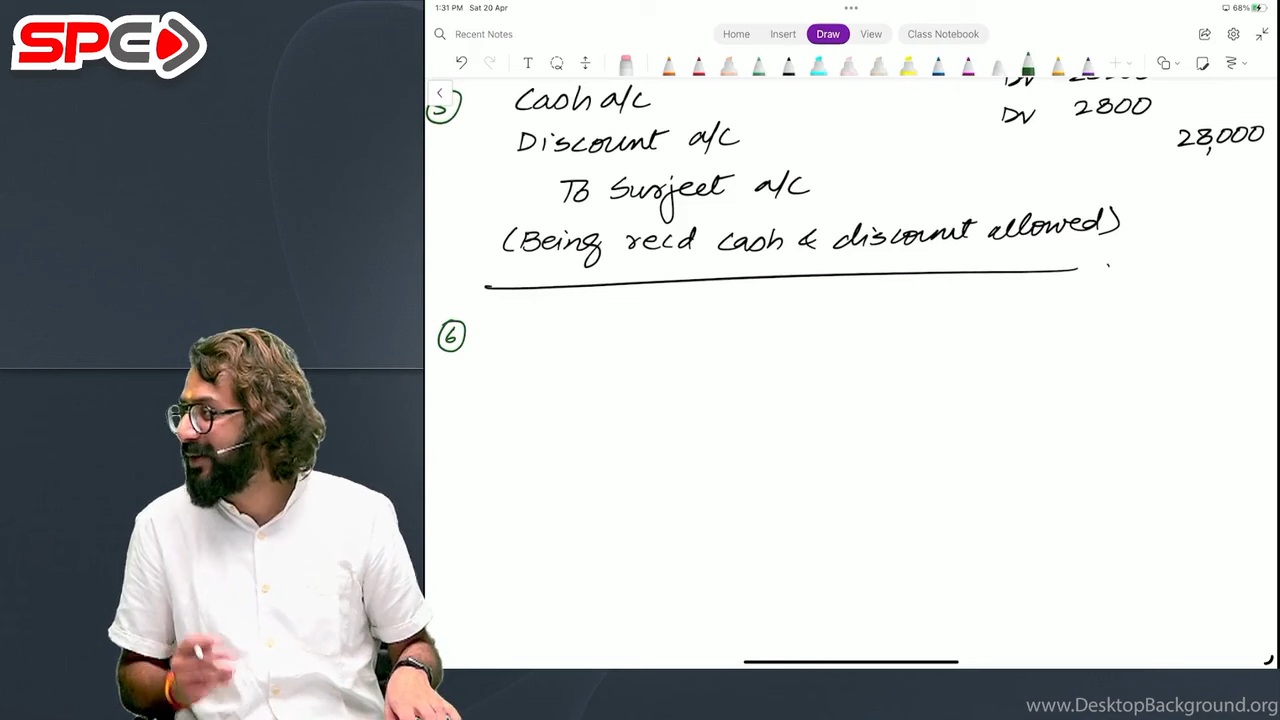 SPE
1:31 PM Sat 20 Apr
68%
Recent Notes
Home Insert Draw View Class Notebook
T
Cash a/c Dr
Discount a/c Dr 2800
28,000
To Surjeet a/c
(Being recd cash & discount allowed)
6
www.DesktopBackground.org